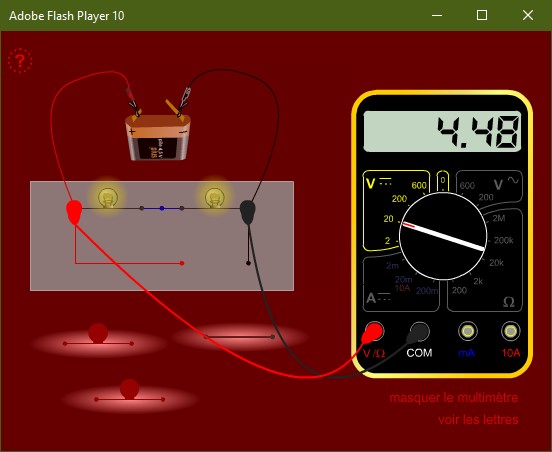 Adobe Flash Player 10
?
+ −
4.48
V 600 0 600 V
200 200
20 2M
2 200k
2m 20k
20m 2k
10A
A 200m 200 Ω
V/Ω COM mA 10A
masquer le multimètre
voir les lettres